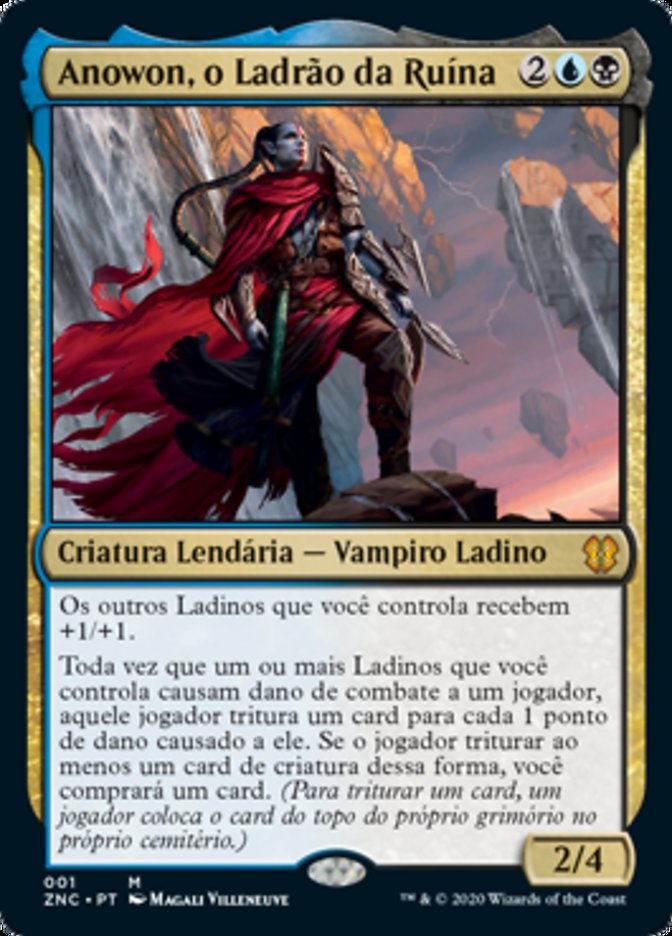 Anowon, o Ladrão da Ruína 2
Criatura Lendária — Vampiro Ladino
Os outros Ladinos que você controla recebem
+1/+1.
Toda vez que um ou mais Ladinos que você
controla causam dano de combate a um jogador,
aquele jogador tritura um card para cada 1 ponto
de dano causado a ele. Se o jogador triturar ao
menos um card de criatura dessa forma, você
comprará um card. (Para triturar um card, um
jogador coloca o card do topo do próprio grimório no
próprio cemitério.)
2/4
001 M
ZNC • PT Magali Villeneuve
™ & © 2020 Wizards of the Coast